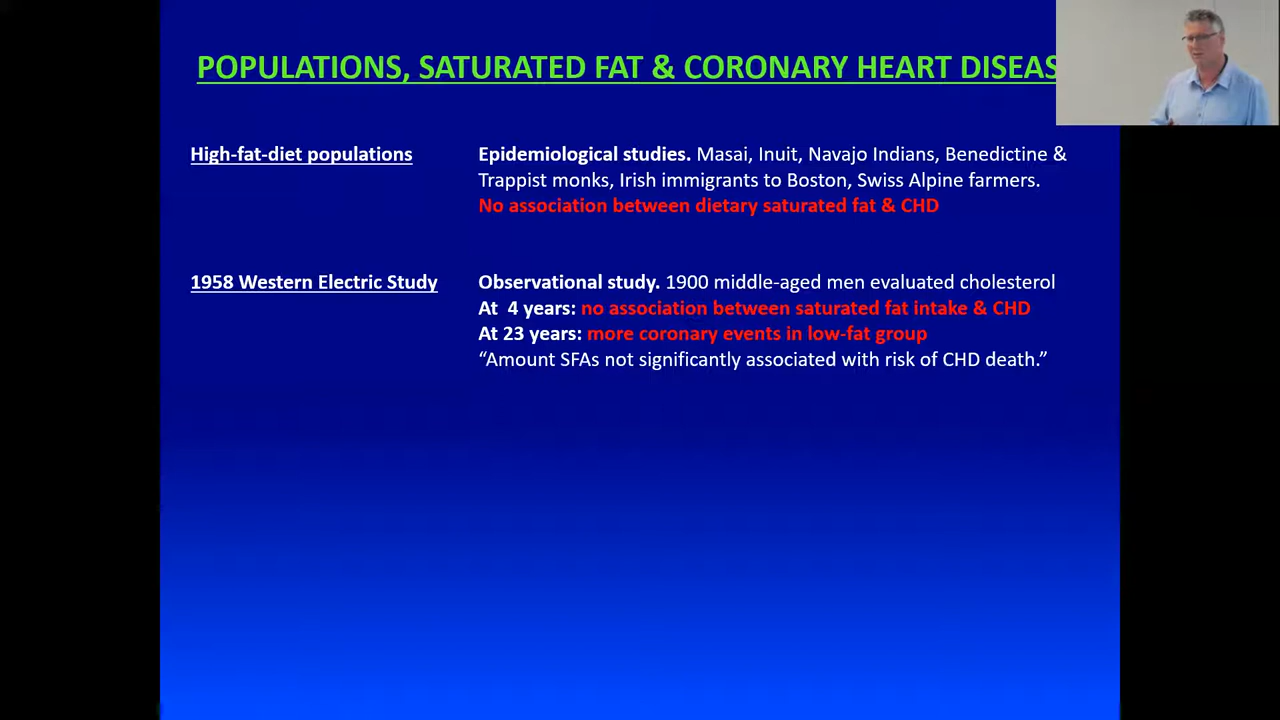 POPULATIONS, SATURATED FAT & CORONARY HEART DISEAS
High-fat-diet populations
Epidemiological studies. Masai, Inuit, Navajo Indians, Benedictine &
Trappist monks, Irish immigrants to Boston, Swiss Alpine farmers.
No association between dietary saturated fat & CHD
1958 Western Electric Study
Observational study. 1900 middle-aged men evaluated cholesterol
At 4 years: no association between saturated fat intake & CHD
At 23 years: more coronary events in low-fat group
“Amount SFAs not significantly associated with risk of CHD death.”